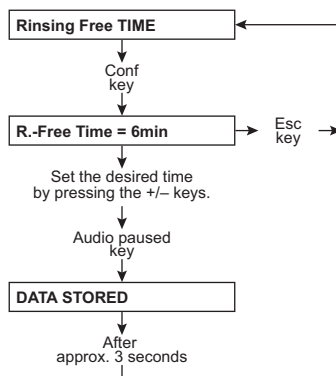 Rinsing Free TIME
Conf
key
R.-Free Time = 6min
Esc
key
Set the desired time
by pressing the +/– keys.
Audio paused
key
DATA STORED
After
approx. 3 seconds